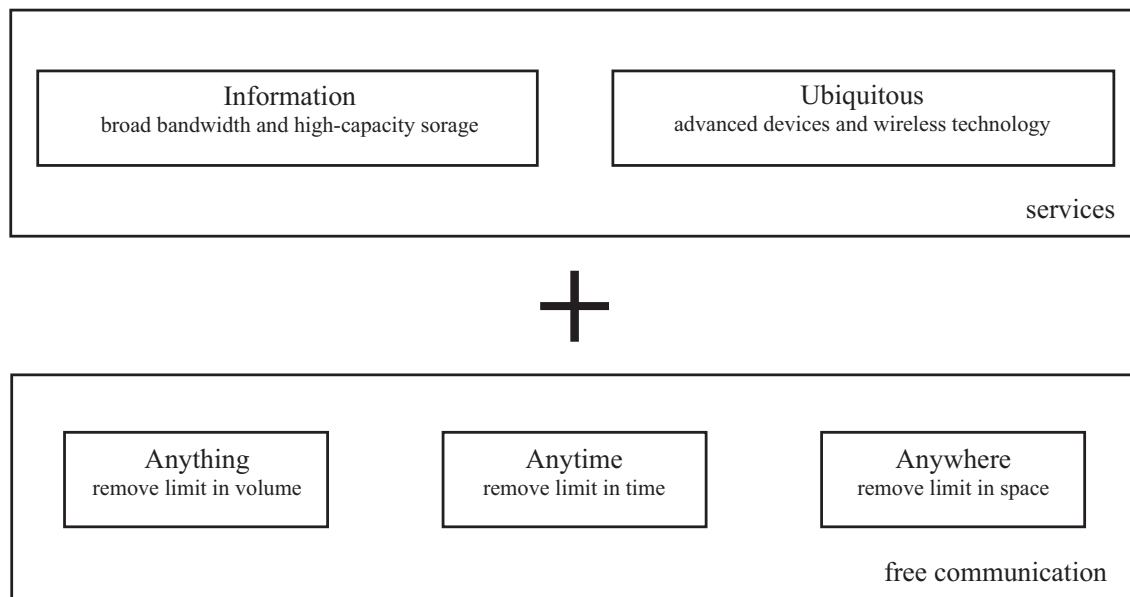 Information
broad bandwidth and high-capacity sorage
Ubiquitous
advanced devices and wireless technology
services
+
Anything
remove limit in volume
Anytime
remove limit in time
Anywhere
remove limit in space
free communication